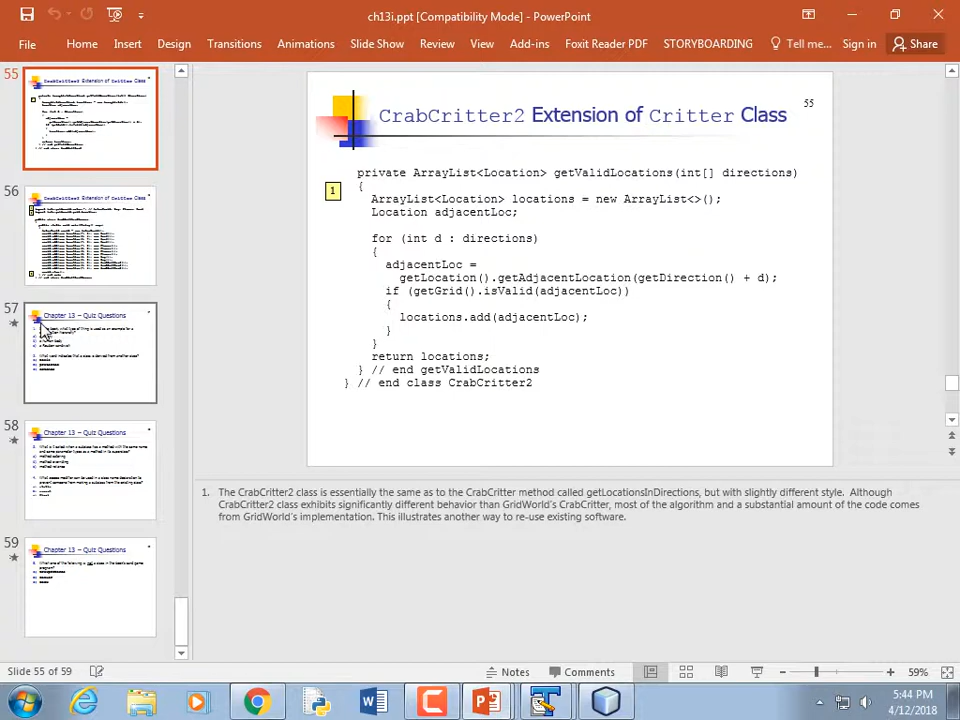 ch13i.ppt [Compatibility Mode] - PowerPoint
File Home Insert Design Transitions Animations Slide Show Review View Add-ins Foxit Reader PDF STORYBOARDING Tell me... Sign in Share
55
56
57
Chapter 13 – Quiz Questions
58
Chapter 13 – Quiz Questions
59
Chapter 13 – Quiz Questions
CrabCritter2 Extension of Critter Class
55
1
private ArrayList<Location> getValidLocations(int[] directions)
{
ArrayList<Location> locations = new ArrayList<>();
Location adjacentLoc;
for (int d : directions)
{
adjacentLoc =
getLocation().getAdjacentLocation(getDirection() + d);
if (getGrid().isValid(adjacentLoc))
{
locations.add(adjacentLoc);
}
}
return locations;
} // end getValidLocations
} // end class CrabCritter2
1. The CrabCritter2 class is essentially the same as to the CrabCritter method called getLocationsInDirections, but with slightly different style. Although
CrabCritter2 class exhibits significantly different behavior than GridWorld's CrabCritter, most of the algorithm and a substantial amount of the code comes
from GridWorld's implementation. This illustrates another way to re-use existing software.
Slide 55 of 59 Notes Comments 59%
5:44 PM
4/12/2018